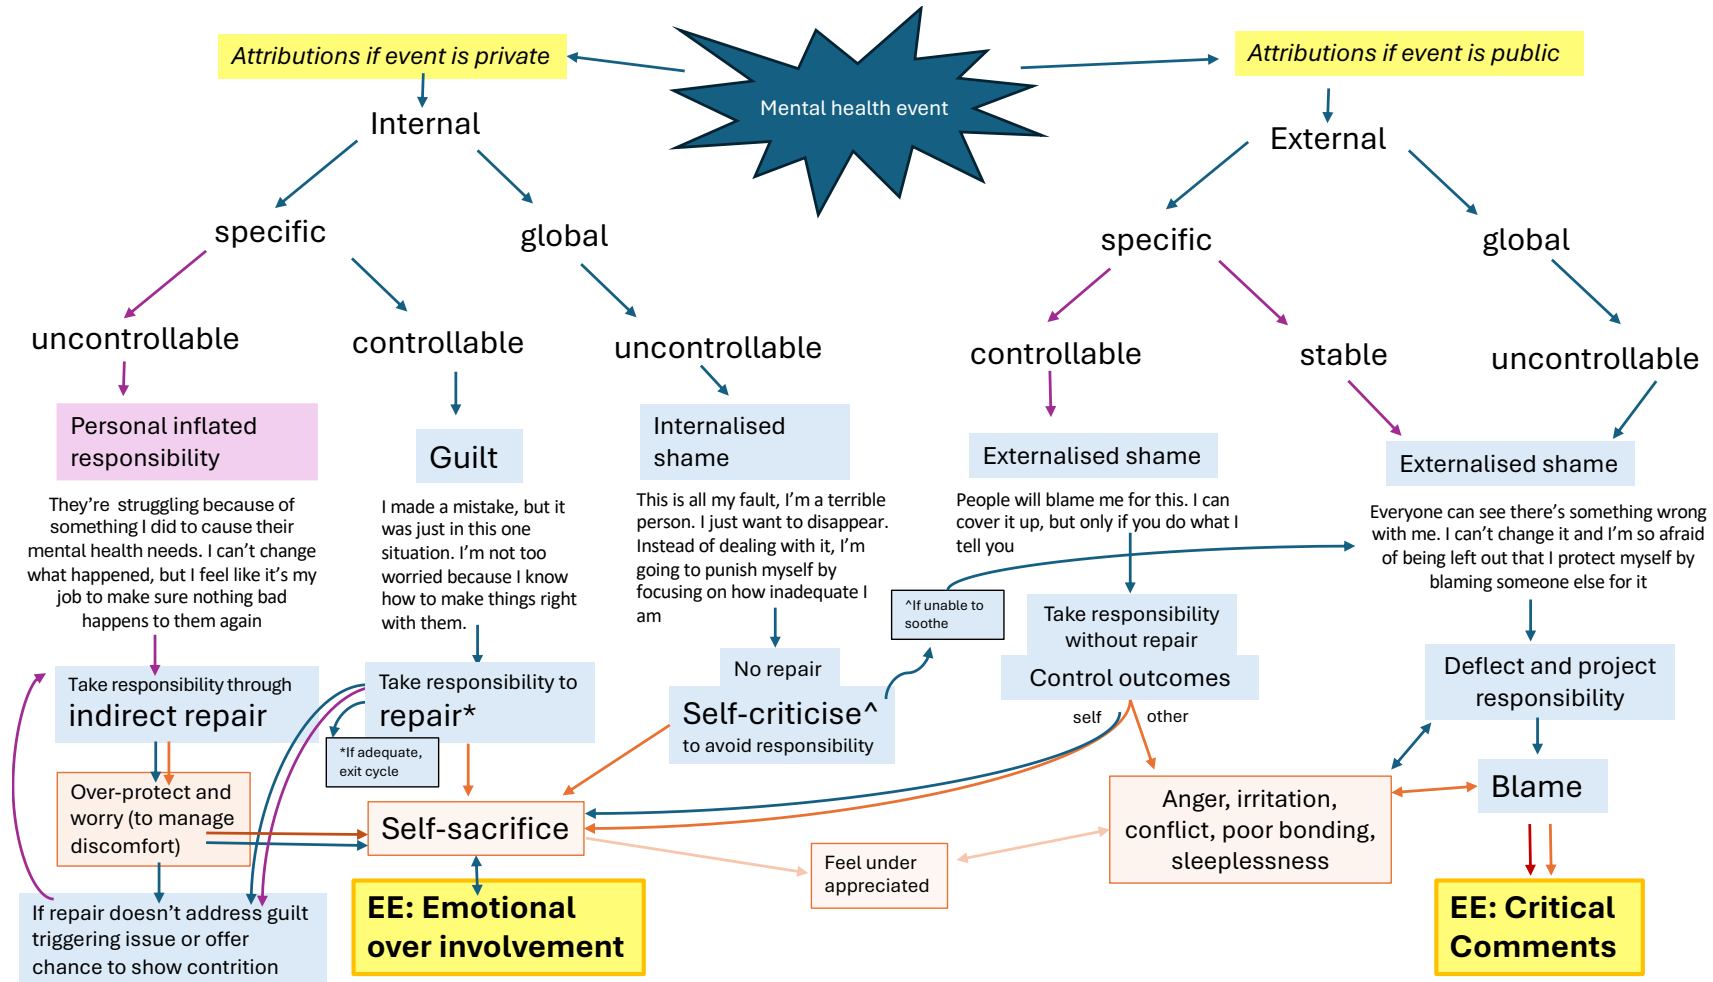 Attributions if event is private
Mental health event
Attributions if event is public
Internal
External
specific
global
specific
global
uncontrollable
controllable
uncontrollable
controllable
stable
uncontrollable
Personal inflated
responsibility
Guilt
Internalised
shame
Externalised shame
Externalised shame
They're  struggling because of
something I did to cause their
mental health needs. I can't change
what happened, but I feel like it's my
job to make sure nothing bad
happens to them again
I made a mistake, but it
was just in this one
situation. I'm not too
worried because I know
how to make things right
with them.
This is all my fault, I'm a terrible
person. I just want to disappear.
Instead of dealing with it, I'm
going to punish myself by
focusing on how inadequate I
am
People will blame me for this. I can
cover it up, but only if you do what I
tell you
Everyone can see there's something wrong
with me. I can't change it and I'm so afraid
of being left out that I protect myself by
blaming someone else for it
^If unable to
soothe
Take responsibility
without repair
Control outcomes
self
other
Take responsibility through
indirect repair
Take responsibility to
repair*
*If adequate,
exit cycle
No repair
Self-criticise^
to avoid responsibility
Deflect and project
responsibility
Blame
Over-protect and
worry (to manage
discomfort)
Self-sacrifice
Feel under
appreciated
Anger, irritation,
conflict, poor bonding,
sleeplessness
If repair doesn't address guilt
triggering issue or offer
chance to show contrition
EE: Emotional
over involvement
EE: Critical
Comments